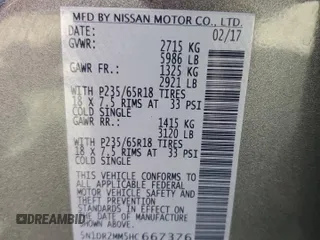 MFD BY NISSAN MOTOR CO., LTD.
DATE: 02/17
GVWR: 2715 KG
5986 LB
GAWR FR.: 1325 KG
2921 LB
WITH P235/65R18 TIRES
18 X 7.5 RIMS AT 33 PSI
COLD SINGLE
GAWR RR.: 1415 KG
3120 LB
WITH P235/65R18 TIRES
18 X 7.5 RIMS AT 33 PSI
COLD SINGLE
THIS VEHICLE CONFORMS TO
ALL APPLICABLE U.S. FEDERAL
MOTOR VEHICLE SAFETY AND
THEFT PREVENTION STANDARDS
IN EFFECT ON THE DATE OF
MANUFACTURE SHOWN ABOVE.
5N1DR2MM5HC667376
DREAMBID